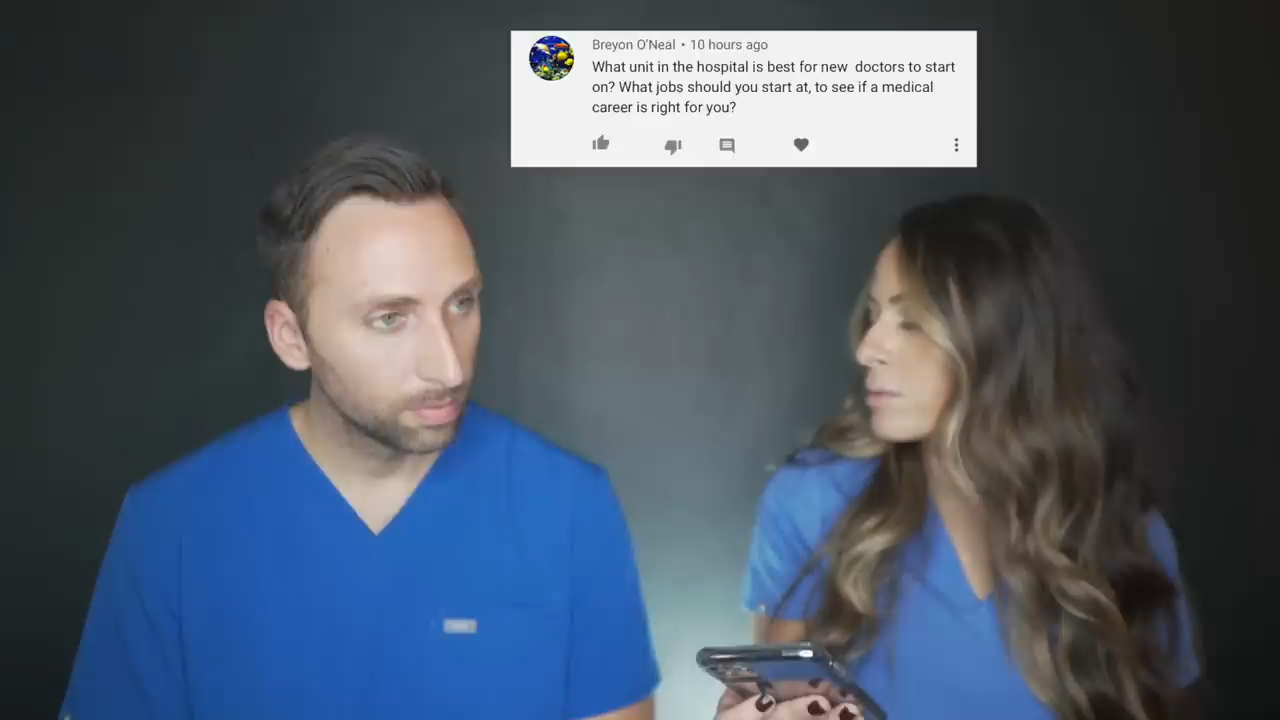 Breyon O'Neal • 10 hours ago
What unit in the hospital is best for new  doctors to start
on? What jobs should you start at, to see if a medical
career is right for you?